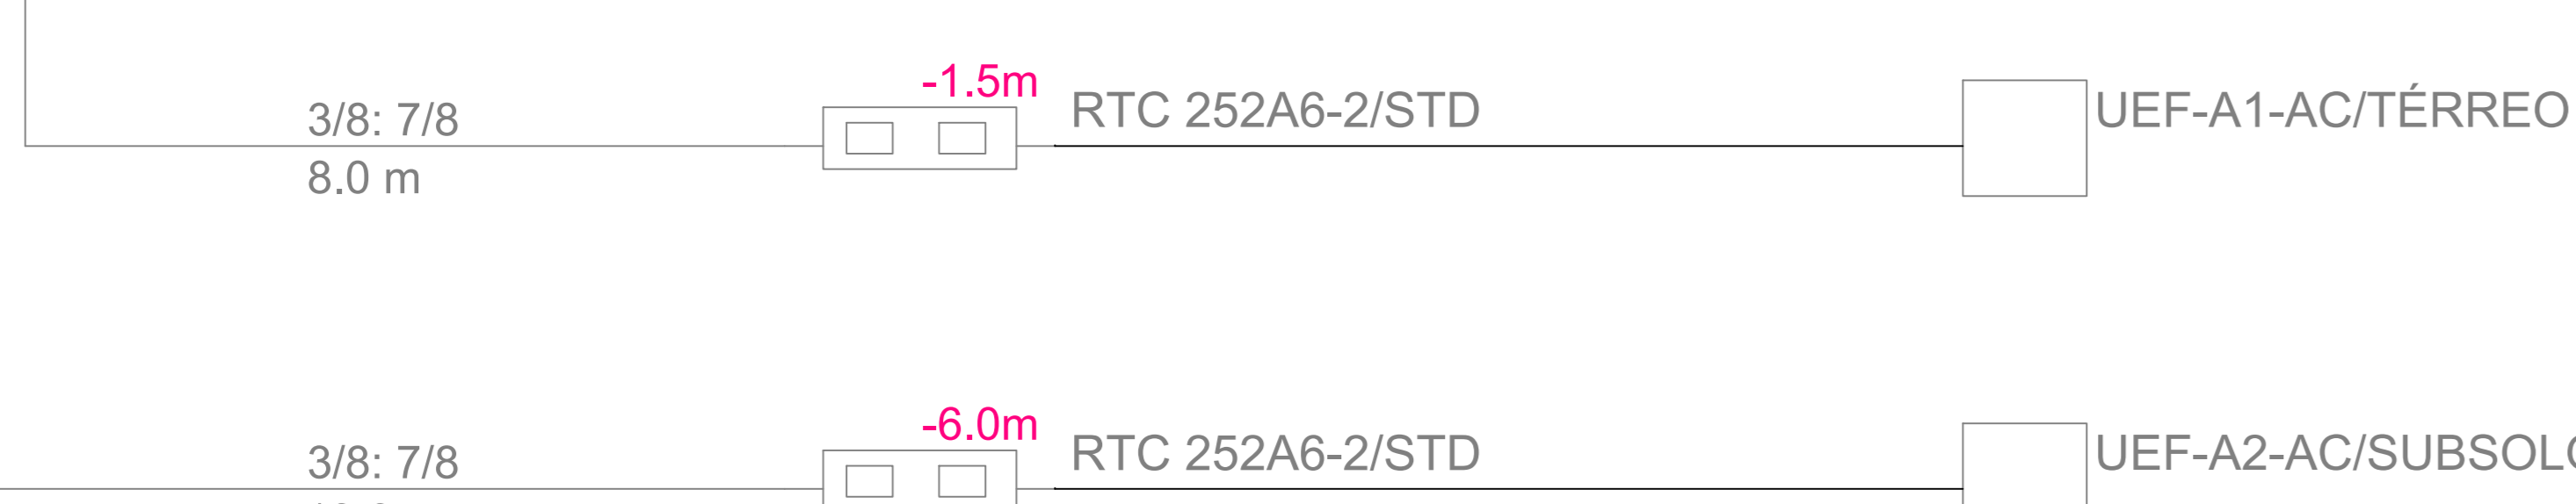 -1.5m
3/8: 7/8
RTC 252A6-2/STD
UEF-A1-AC/TÉRREO
8.0 m
-6.0m
3/8: 7/8
RTC 252A6-2/STD
UEF-A2-AC/SUBSOLO